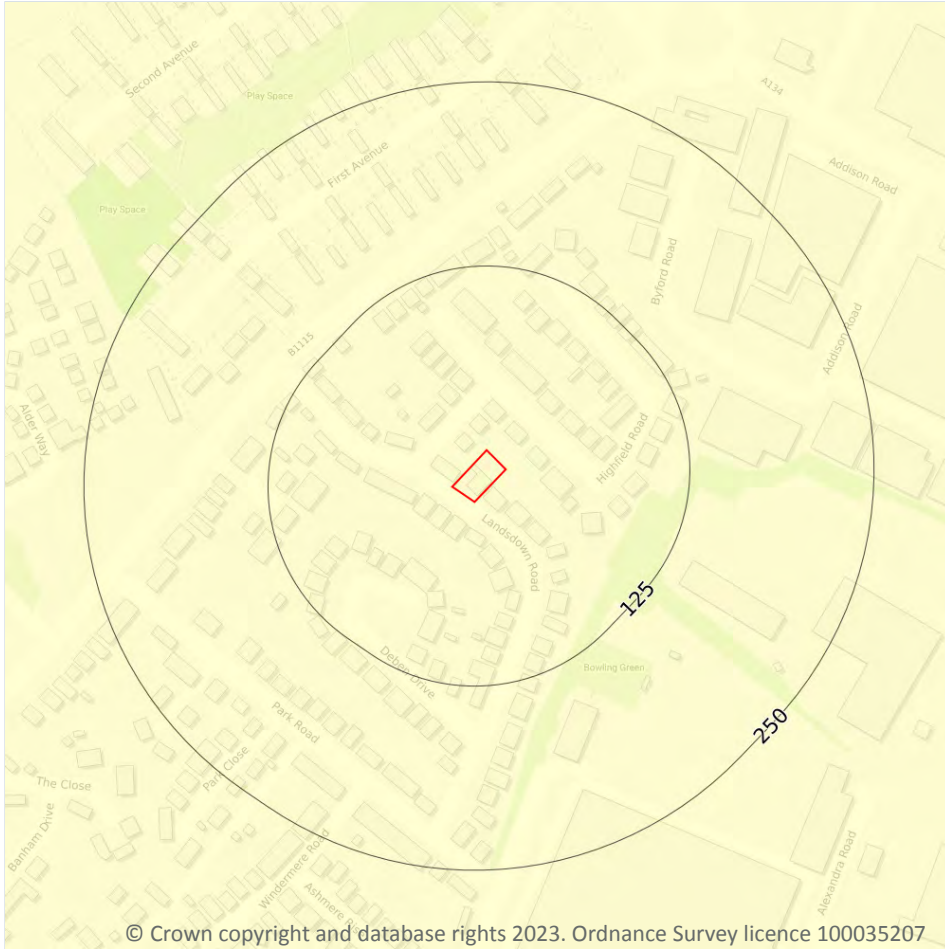 Second Avenue
A134
Play Space
First Avenue
Addison Road
Play Space
Byford Road
B1115
Addison Road
Alder Way
Highfield Road
Landsdown Road
125
Bowling Green
Deben Drive
Park Road
250
Park Close
The Close
Banham Drive
Windermere Road
Ashmere
Alexandra Road
© Crown copyright and database rights 2023. Ordnance Survey licence 100035207